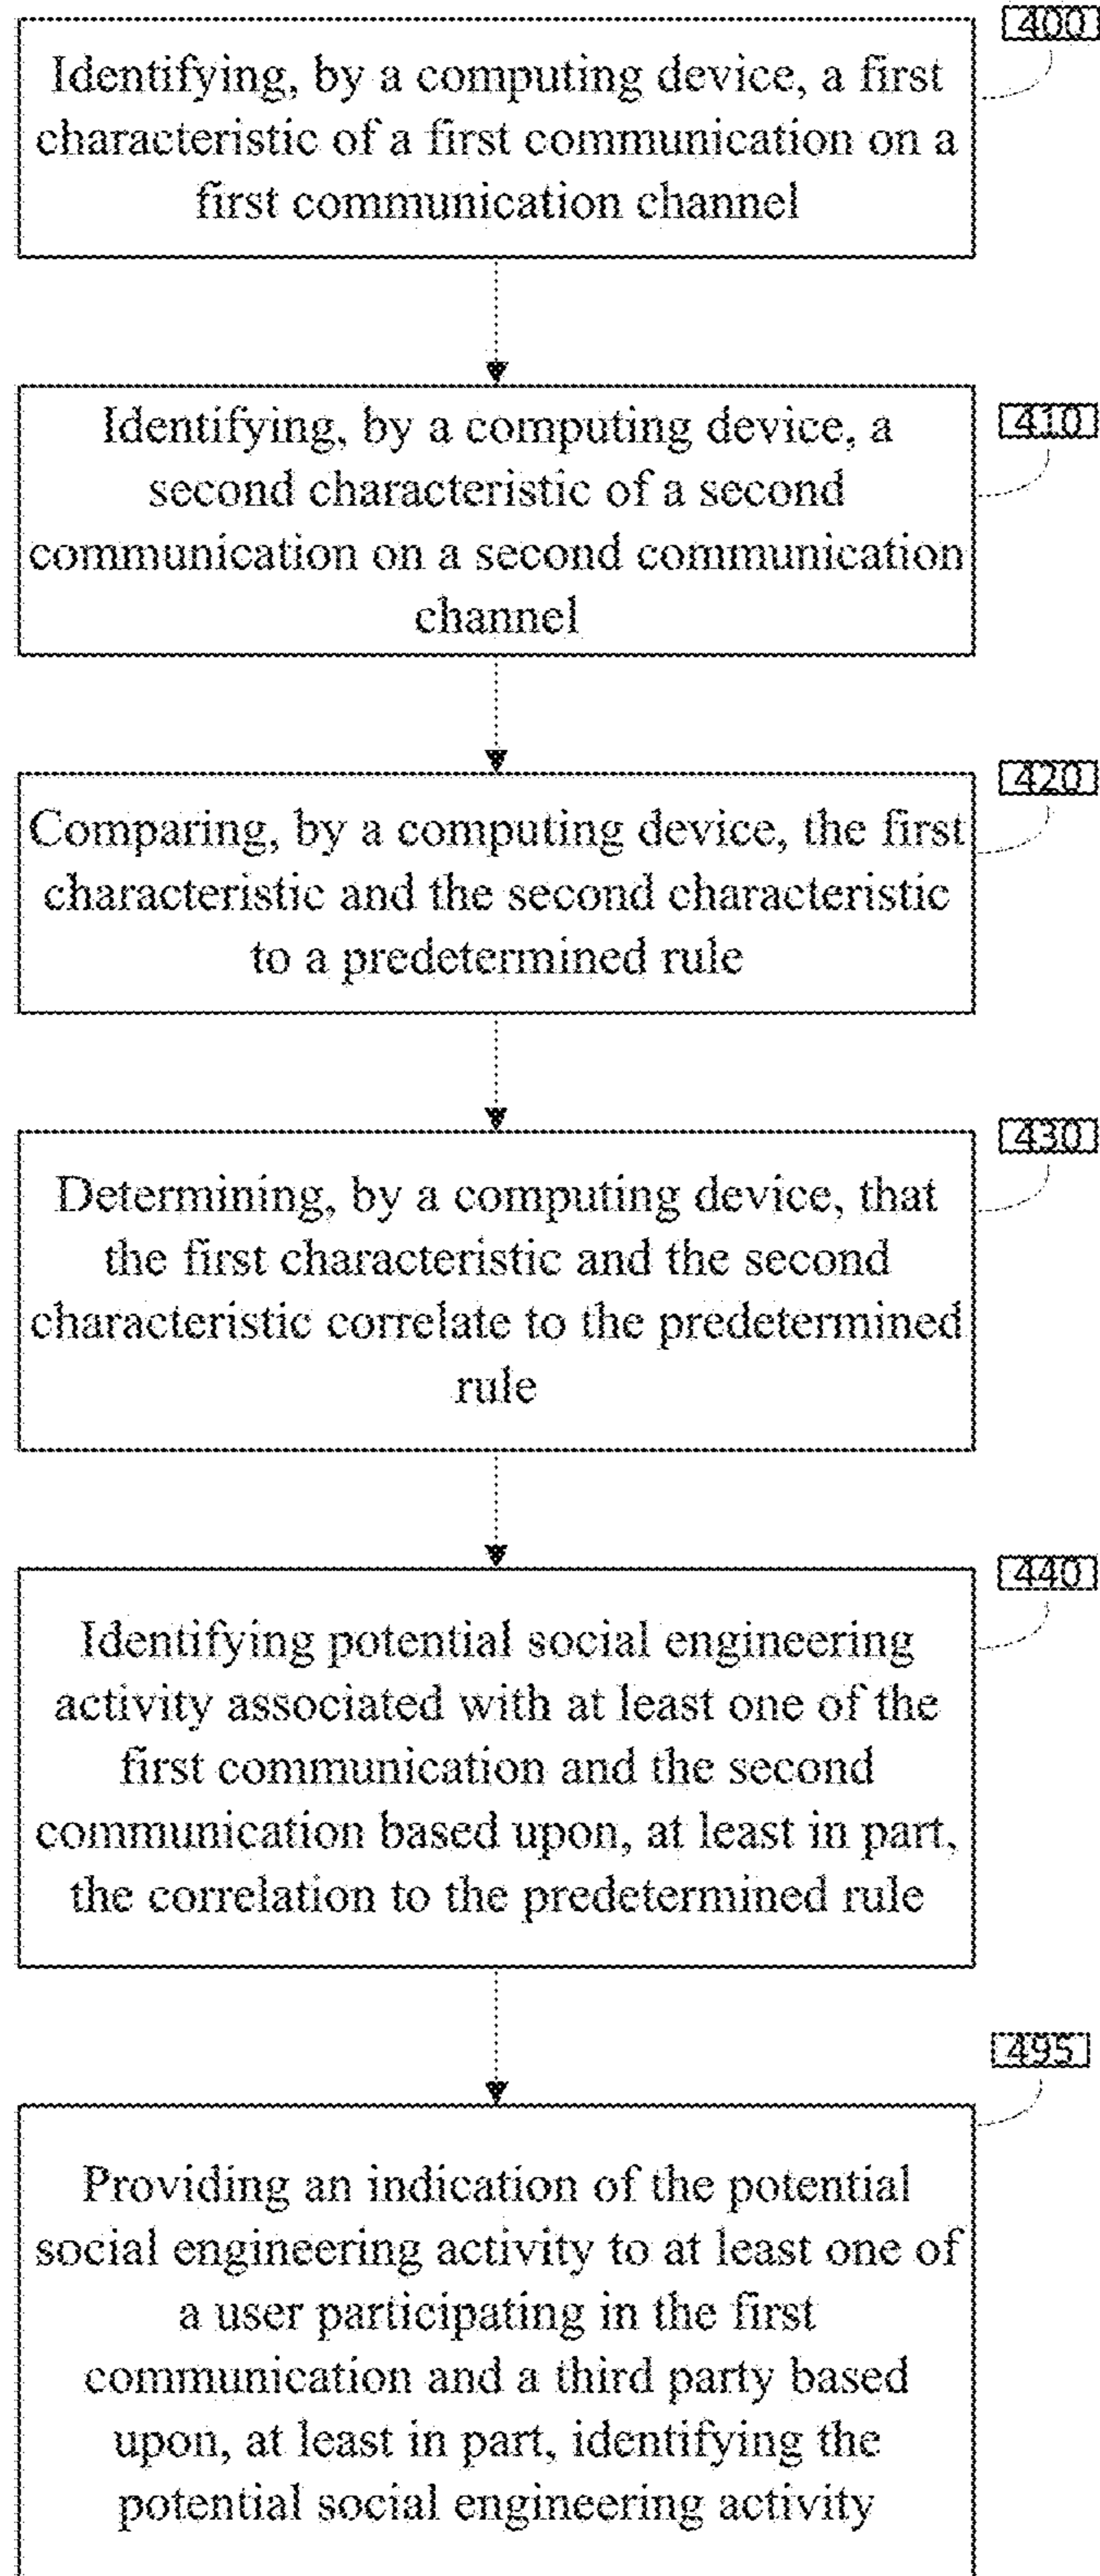 400
Identifying, by a computing device, a first
characteristic of a first communication on a
first communication channel
410
Identifying, by a computing device, a
second characteristic of a second
communication on a second communication
channel
420
Comparing, by a computing device, the first
characteristic and the second characteristic
to a predetermined rule
430
Determining, by a computing device, that
the first characteristic and the second
characteristic correlate to the predetermined
rule
440
Identifying potential social engineering
activity associated with at least one of the
first communication and the second
communication based upon, at least in part,
the correlation to the predetermined rule
495
Providing an indication of the potential
social engineering activity to at least one of
a user participating in the first
communication and a third party based
upon, at least in part, identifying the
potential social engineering activity